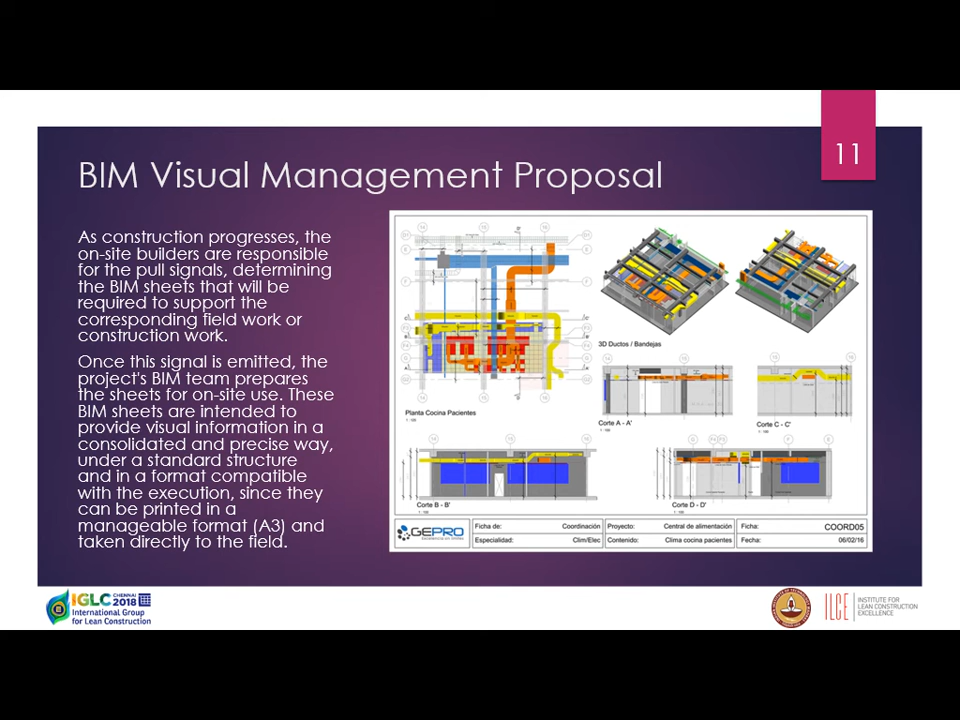 11
BIM Visual Management Proposal
As construction progresses, the
on-site builders are responsible
for the pull signals, determining
the BIM sheets that will be
required to support the
corresponding field work or
construction work.
Once this signal is emitted, the
project's BIM team prepares
the sheets for on-site use. These
BIM sheets are intended to
provide visual information in a
consolidated and precise way,
under a standard structure
and in a format compatible
with the execution, since they
can be printed in a
manageable format (A3) and
taken directly to the field.
3D Ductos / Bandejas
Planta Cocina Pacientes
Corte A - A'
Corte C - C'
Corte B - B'
Corte D - D'
GEPRO
Ficha de: Coordinación
Especialidad: Clim/Elec
Proyecto: Central de alimentación
Contenido: Clima cocina pacientes
Ficha: COORD05
Fecha: 06/02/16
IGLC CHENNAI 2018
International Group
for Lean Construction
ILCE
INSTITUTE FOR
LEAN CONSTRUCTION
EXCELLENCE